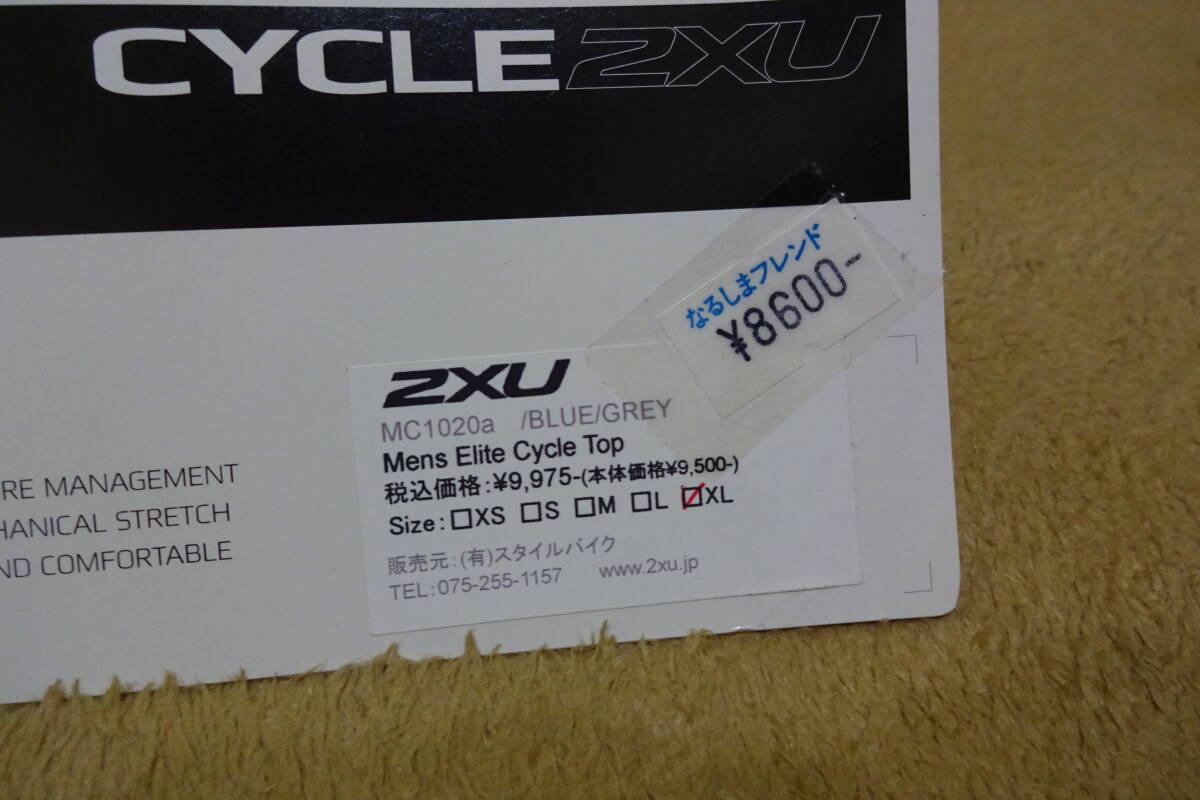 CYCLE 2XU
なるしまフレンド
¥8600-
2XU
MC1020a /BLUE/GREY
Mens Elite Cycle Top
税込価格:¥9,975-(本体価格¥9,500-)
Size: □XS □S □M □L ☑XL
販売元:(有)スタイルバイク
TEL:075-255-1157 www.2xu.jp
RE MANAGEMENT
HANICAL STRETCH
ND COMFORTABLE